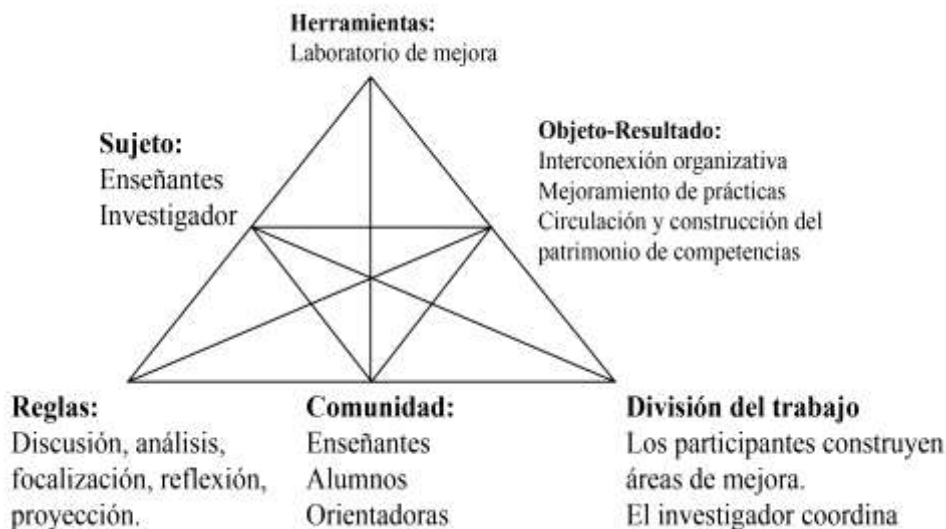 Herramientas:
Laboratorio de mejora
Sujeto:
Enseñantes
Investigador
Objeto-Resultado:
Interconexión organizativa
Mejoramiento de prácticas
Circulación y construcción del
patrimonio de competencias
Reglas:
Discusión, análisis,
focalización, reflexión,
proyección.
Comunidad:
Enseñantes
Alumnos
Orientadoras
División del trabajo
Los participantes construyen
áreas de mejora.
El investigador coordina